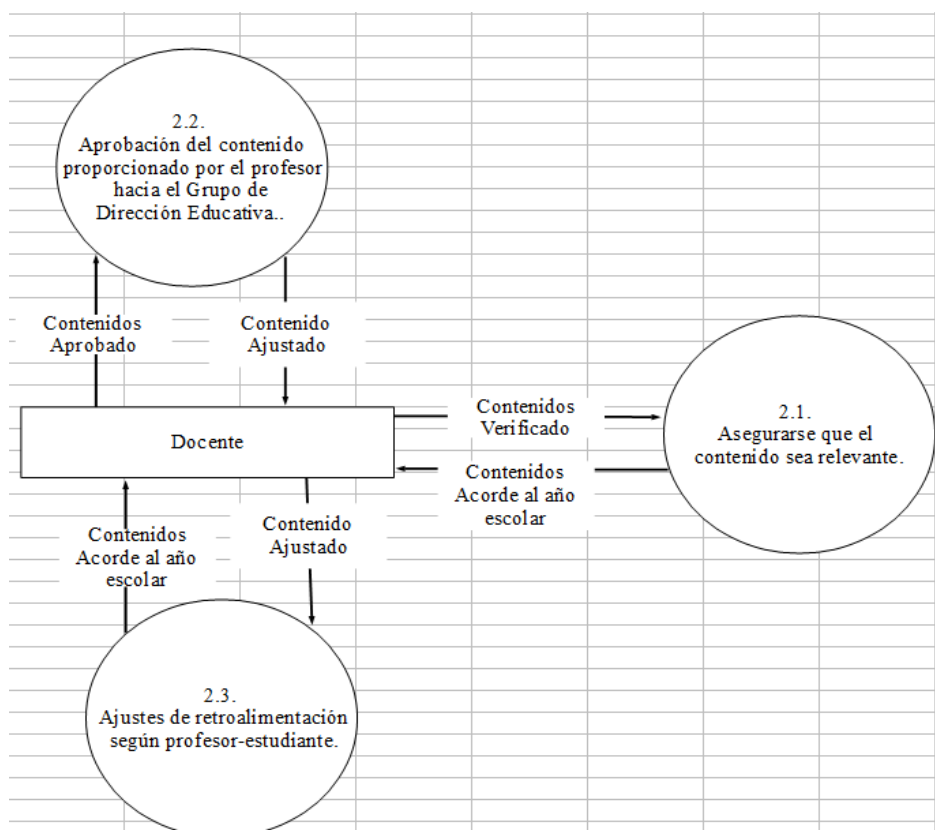 2.2.
Aprobación del contenido
proporcionado por el profesor
hacia el Grupo de
Dirección Educativa..
Contenidos
Aprobado
Contenido
Ajustado
Docente
Contenidos
Verificado
Contenidos
Acorde al año
escolar
2.1.
Asegurarse que el
contenido sea relevante.
Contenidos
Acorde al año
escolar
Contenido
Ajustado
2.3.
Ajustes de retroalimentación
según profesor-estudiante.